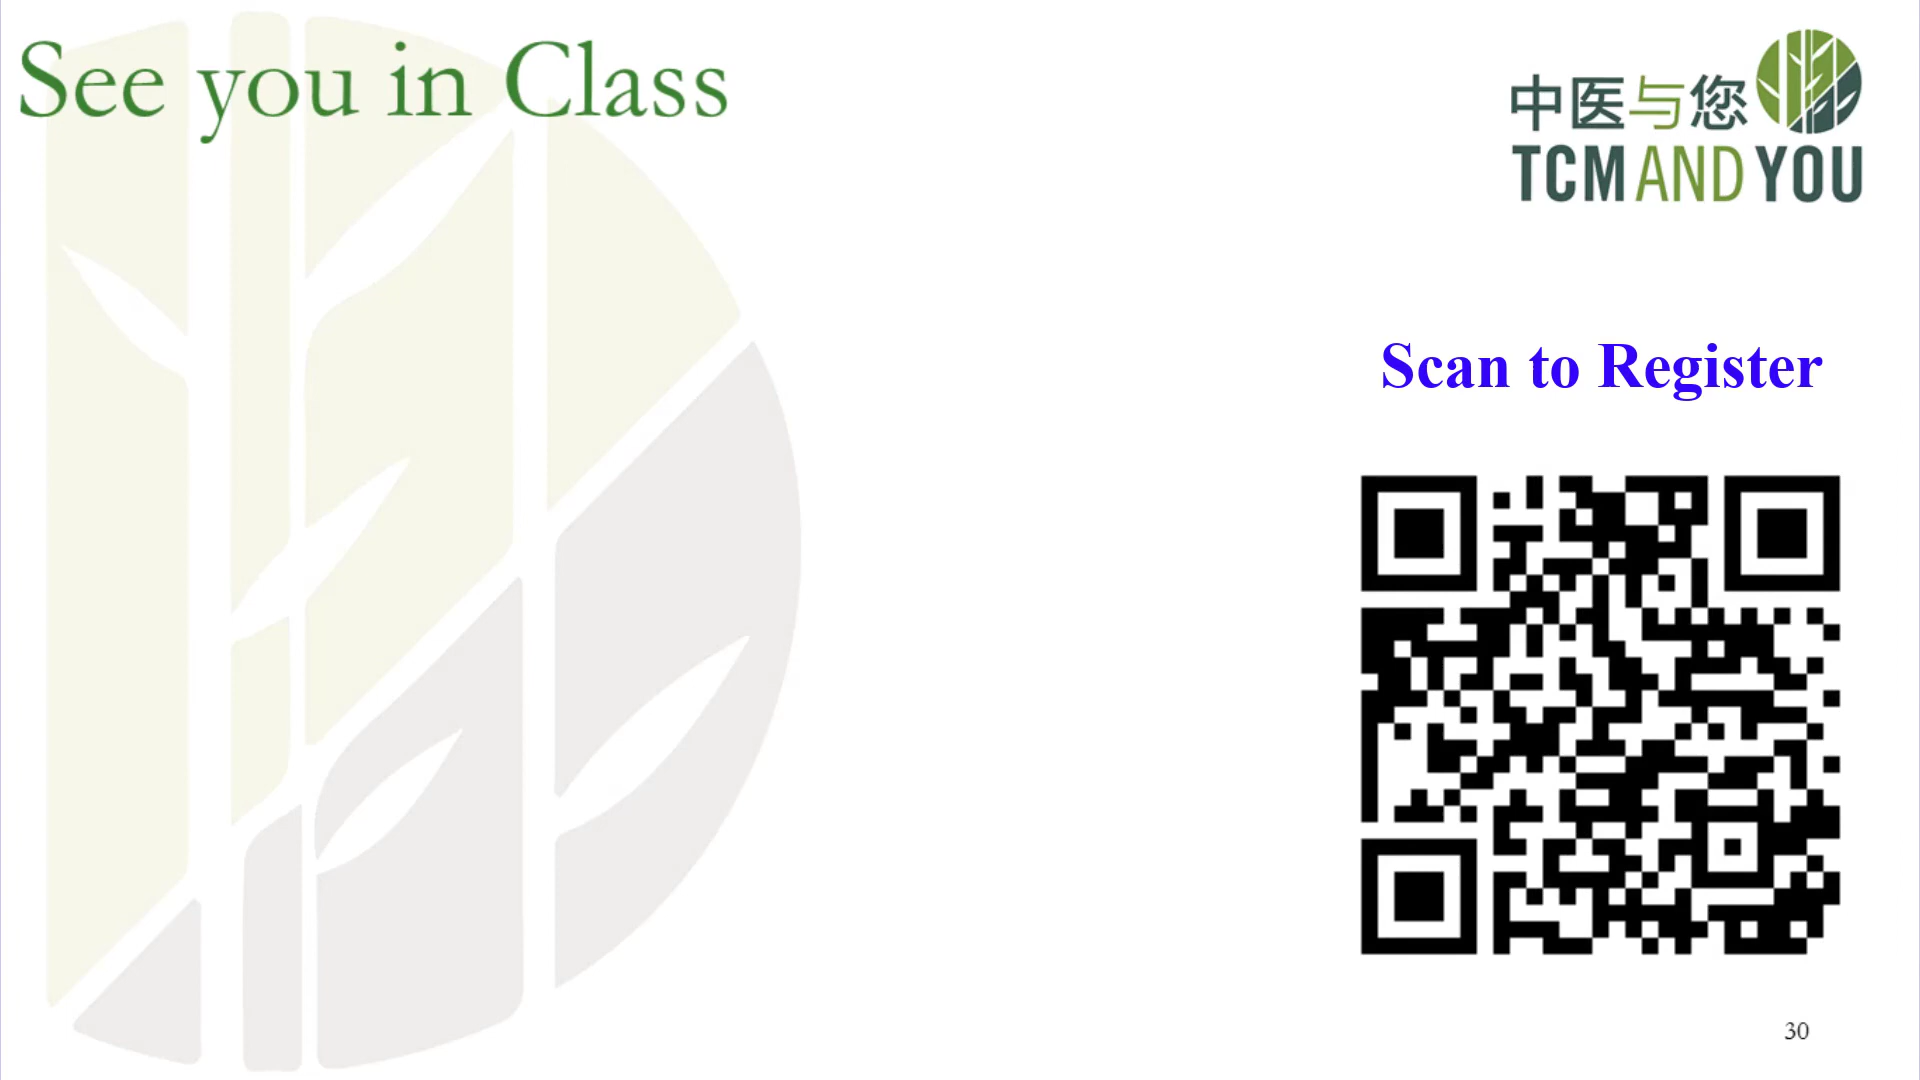 See you in Class
中医与您
TCM AND YOU
Scan to Register
30